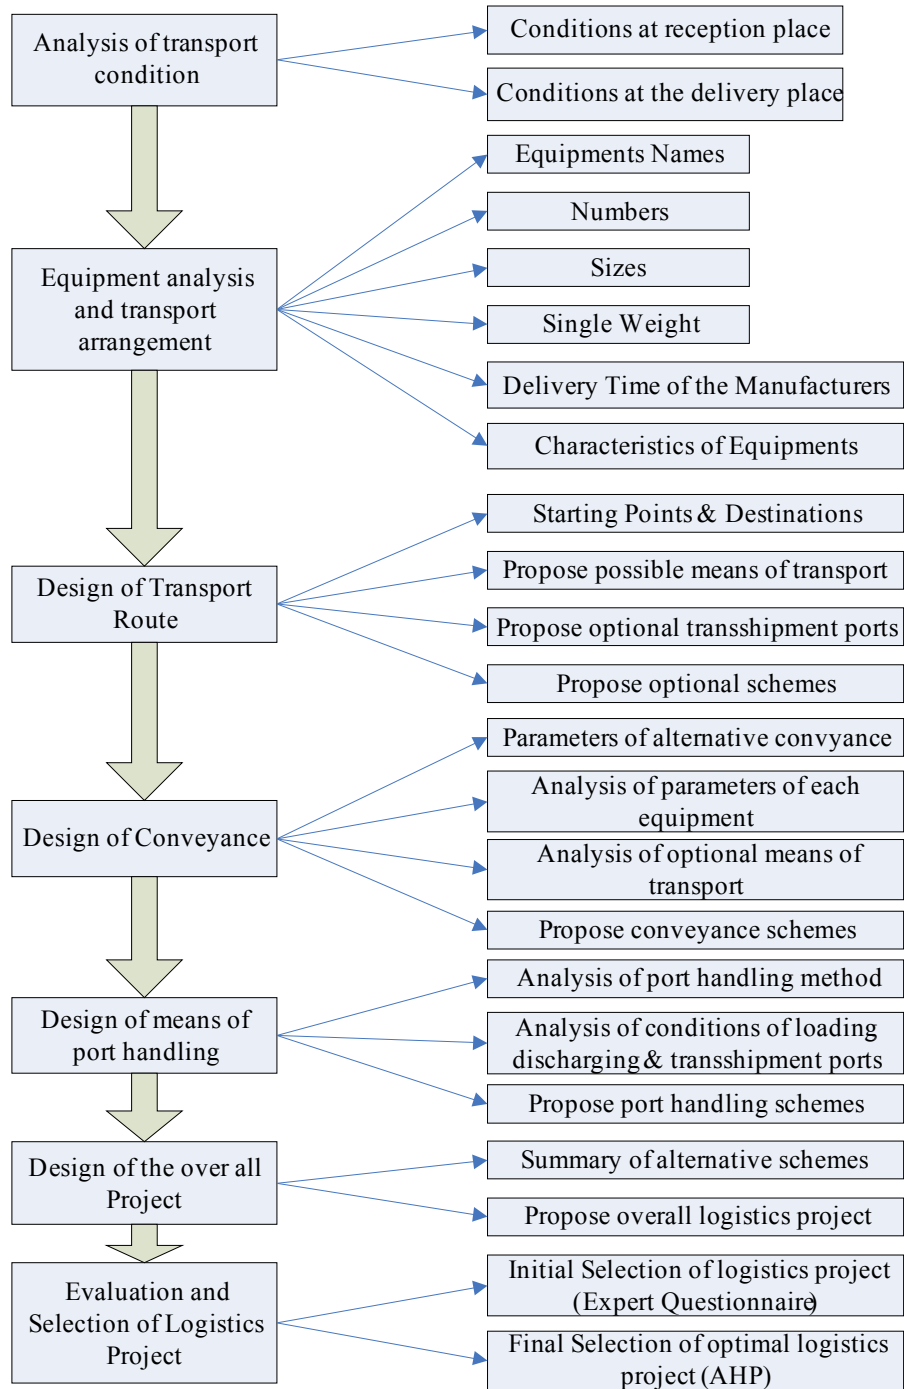 Analysis of transport
condition
Conditions at reception place
Conditions at the delivery place
Equipment analysis
and transport
arrangement
Equipments Names
Numbers
Sizes
Single Weight
Delivery Time of the Manufacturers
Characteristics of Equipments
Design of Transport
Route
Starting Points & Destinations
Propose possible means of transport
Propose optional transshipment ports
Propose optional schemes
Design of Conveyance
Parameters of alternative convyance
Analysis of parameters of each
equipment
Analysis of optional means of
transport
Propose conveyance schemes
Design of means of
port handling
Analysis of port handling method
Analysis of conditions of loading
discharging & transshipment ports
Propose port handling schemes
Design of the over all
Project
Summary of alternative schemes
Propose overall logistics project
Evaluation and
Selection of Logistics
Project
Initial Selection of logistics project
(Expert Questionnaire)
Final Selection of optimal logistics
project (AHP)